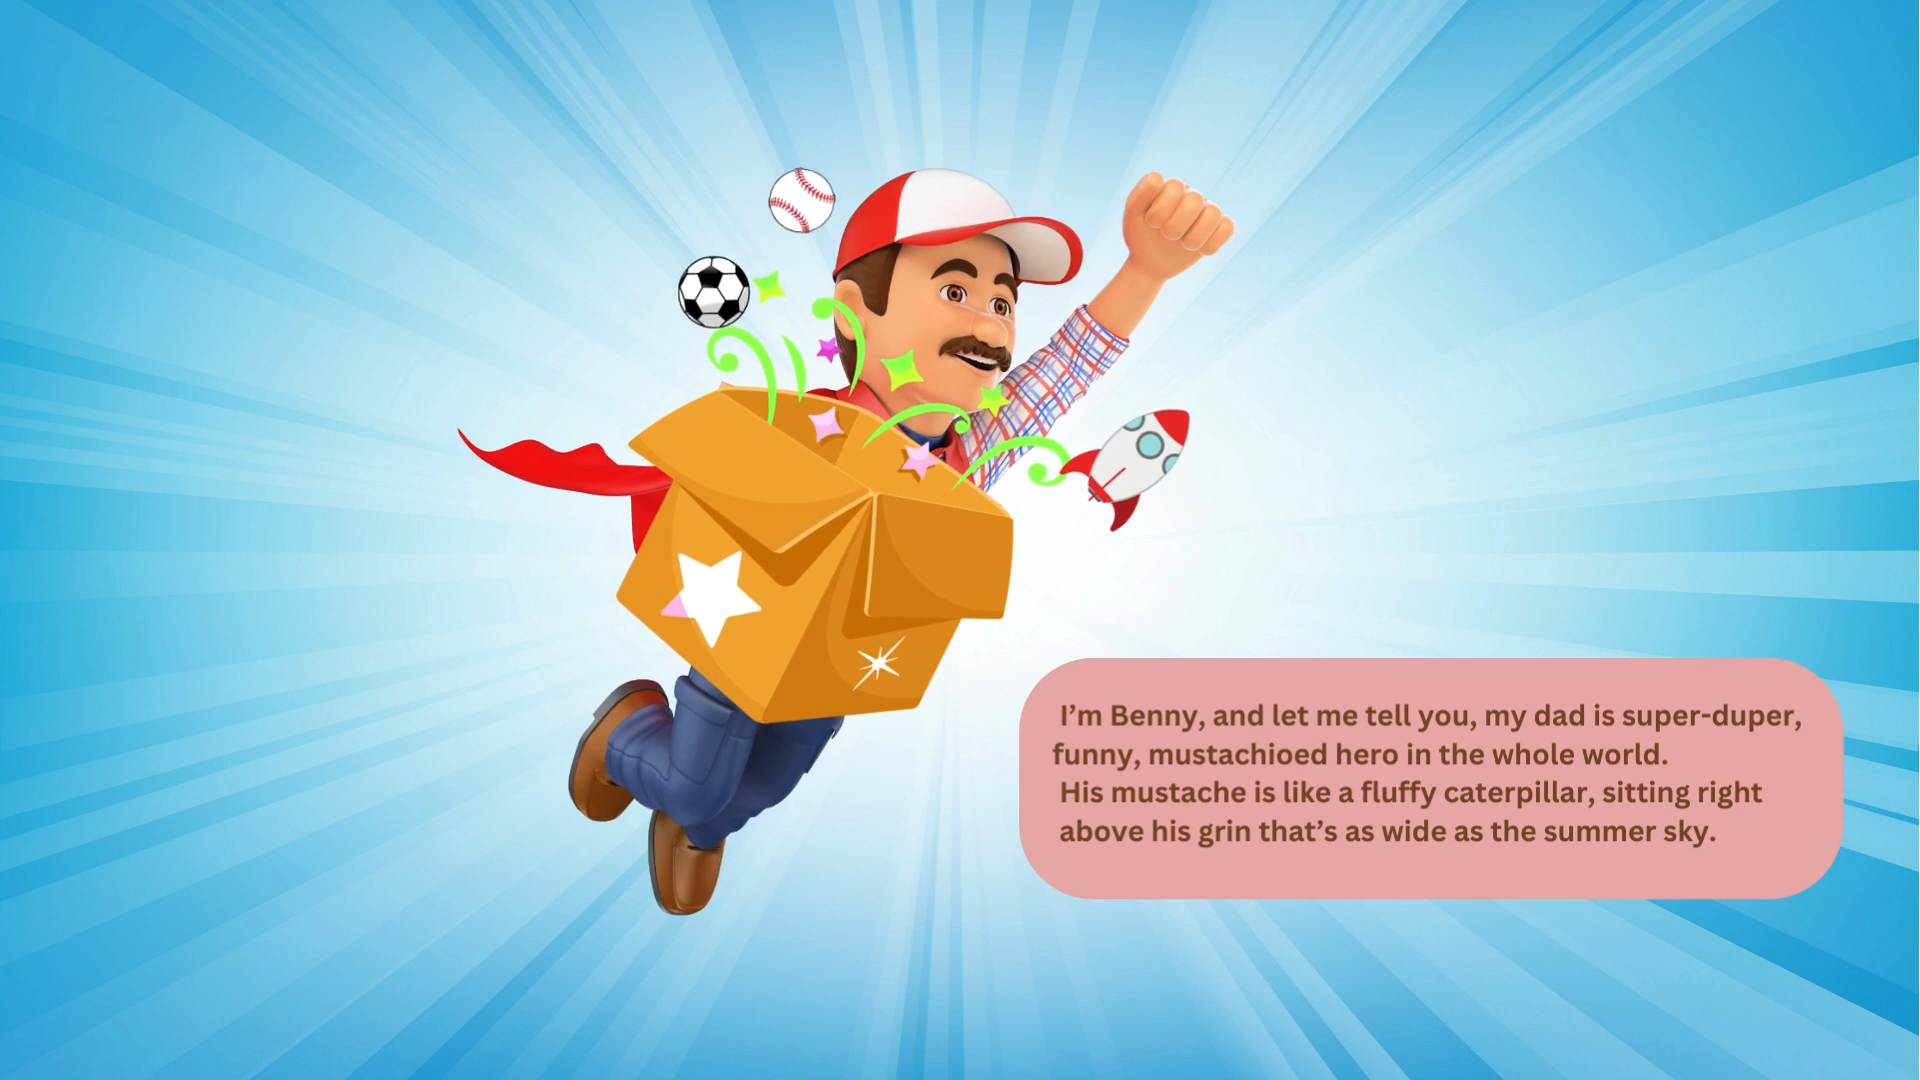 I’m Benny, and let me tell you, my dad is super-duper,
funny, mustachioed hero in the whole world.
His mustache is like a fluffy caterpillar, sitting right
above his grin that’s as wide as the summer sky.